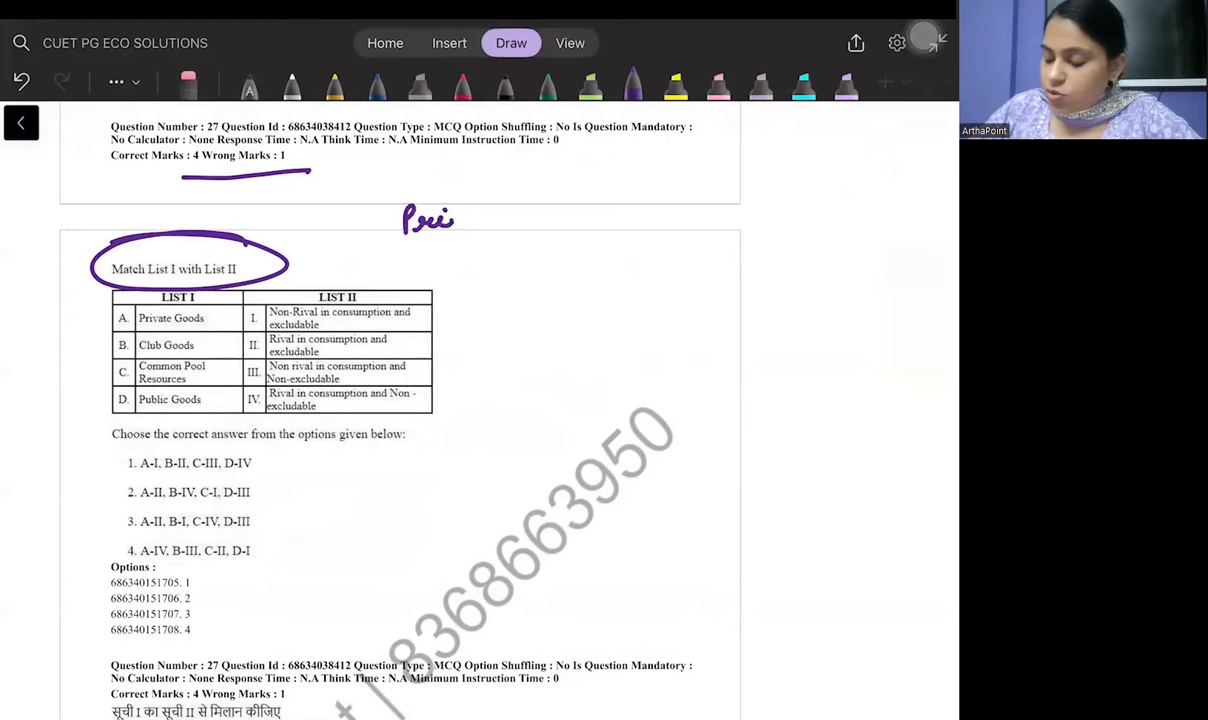 CUET PG ECO SOLUTIONS
Home Insert Draw View
A
ArthaPoint
Question Number : 27 Question Id : 68634038412 Question Type : MCQ Option Shuffling : No Is Question Mandatory :
No Calculator : None Response Time : N.A Think Time : N.A Minimum Instruction Time : 0
Correct Marks : 4 Wrong Marks : 1
Pri
Match List I with List II
LIST I LIST II
A. Private Goods I. Non-Rival in consumption and excludable
B. Club Goods II. Rival in consumption and excludable
C. Common Pool Resources III. Non rival in consumption and Non-excludable
D. Public Goods IV. Rival in consumption and Non - excludable
Choose the correct answer from the options given below:
1. A-I, B-II, C-III, D-IV
2. A-II, B-IV, C-I, D-III
3. A-II, B-I, C-IV, D-III
4. A-IV, B-III, C-II, D-I
Options :
686340151705. 1
686340151706. 2
686340151707. 3
686340151708. 4
Question Number : 27 Question Id : 68634038412 Question Type : MCQ Option Shuffling : No Is Question Mandatory :
No Calculator : None Response Time : N.A Think Time : N.A Minimum Instruction Time : 0
Correct Marks : 4 Wrong Marks : 1
सूची I का सूची II से मिलान कीजिए
| 8368663950